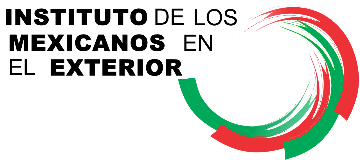 INSTITUTO DE LOS
MEXICANOS EN
EL EXTERIOR